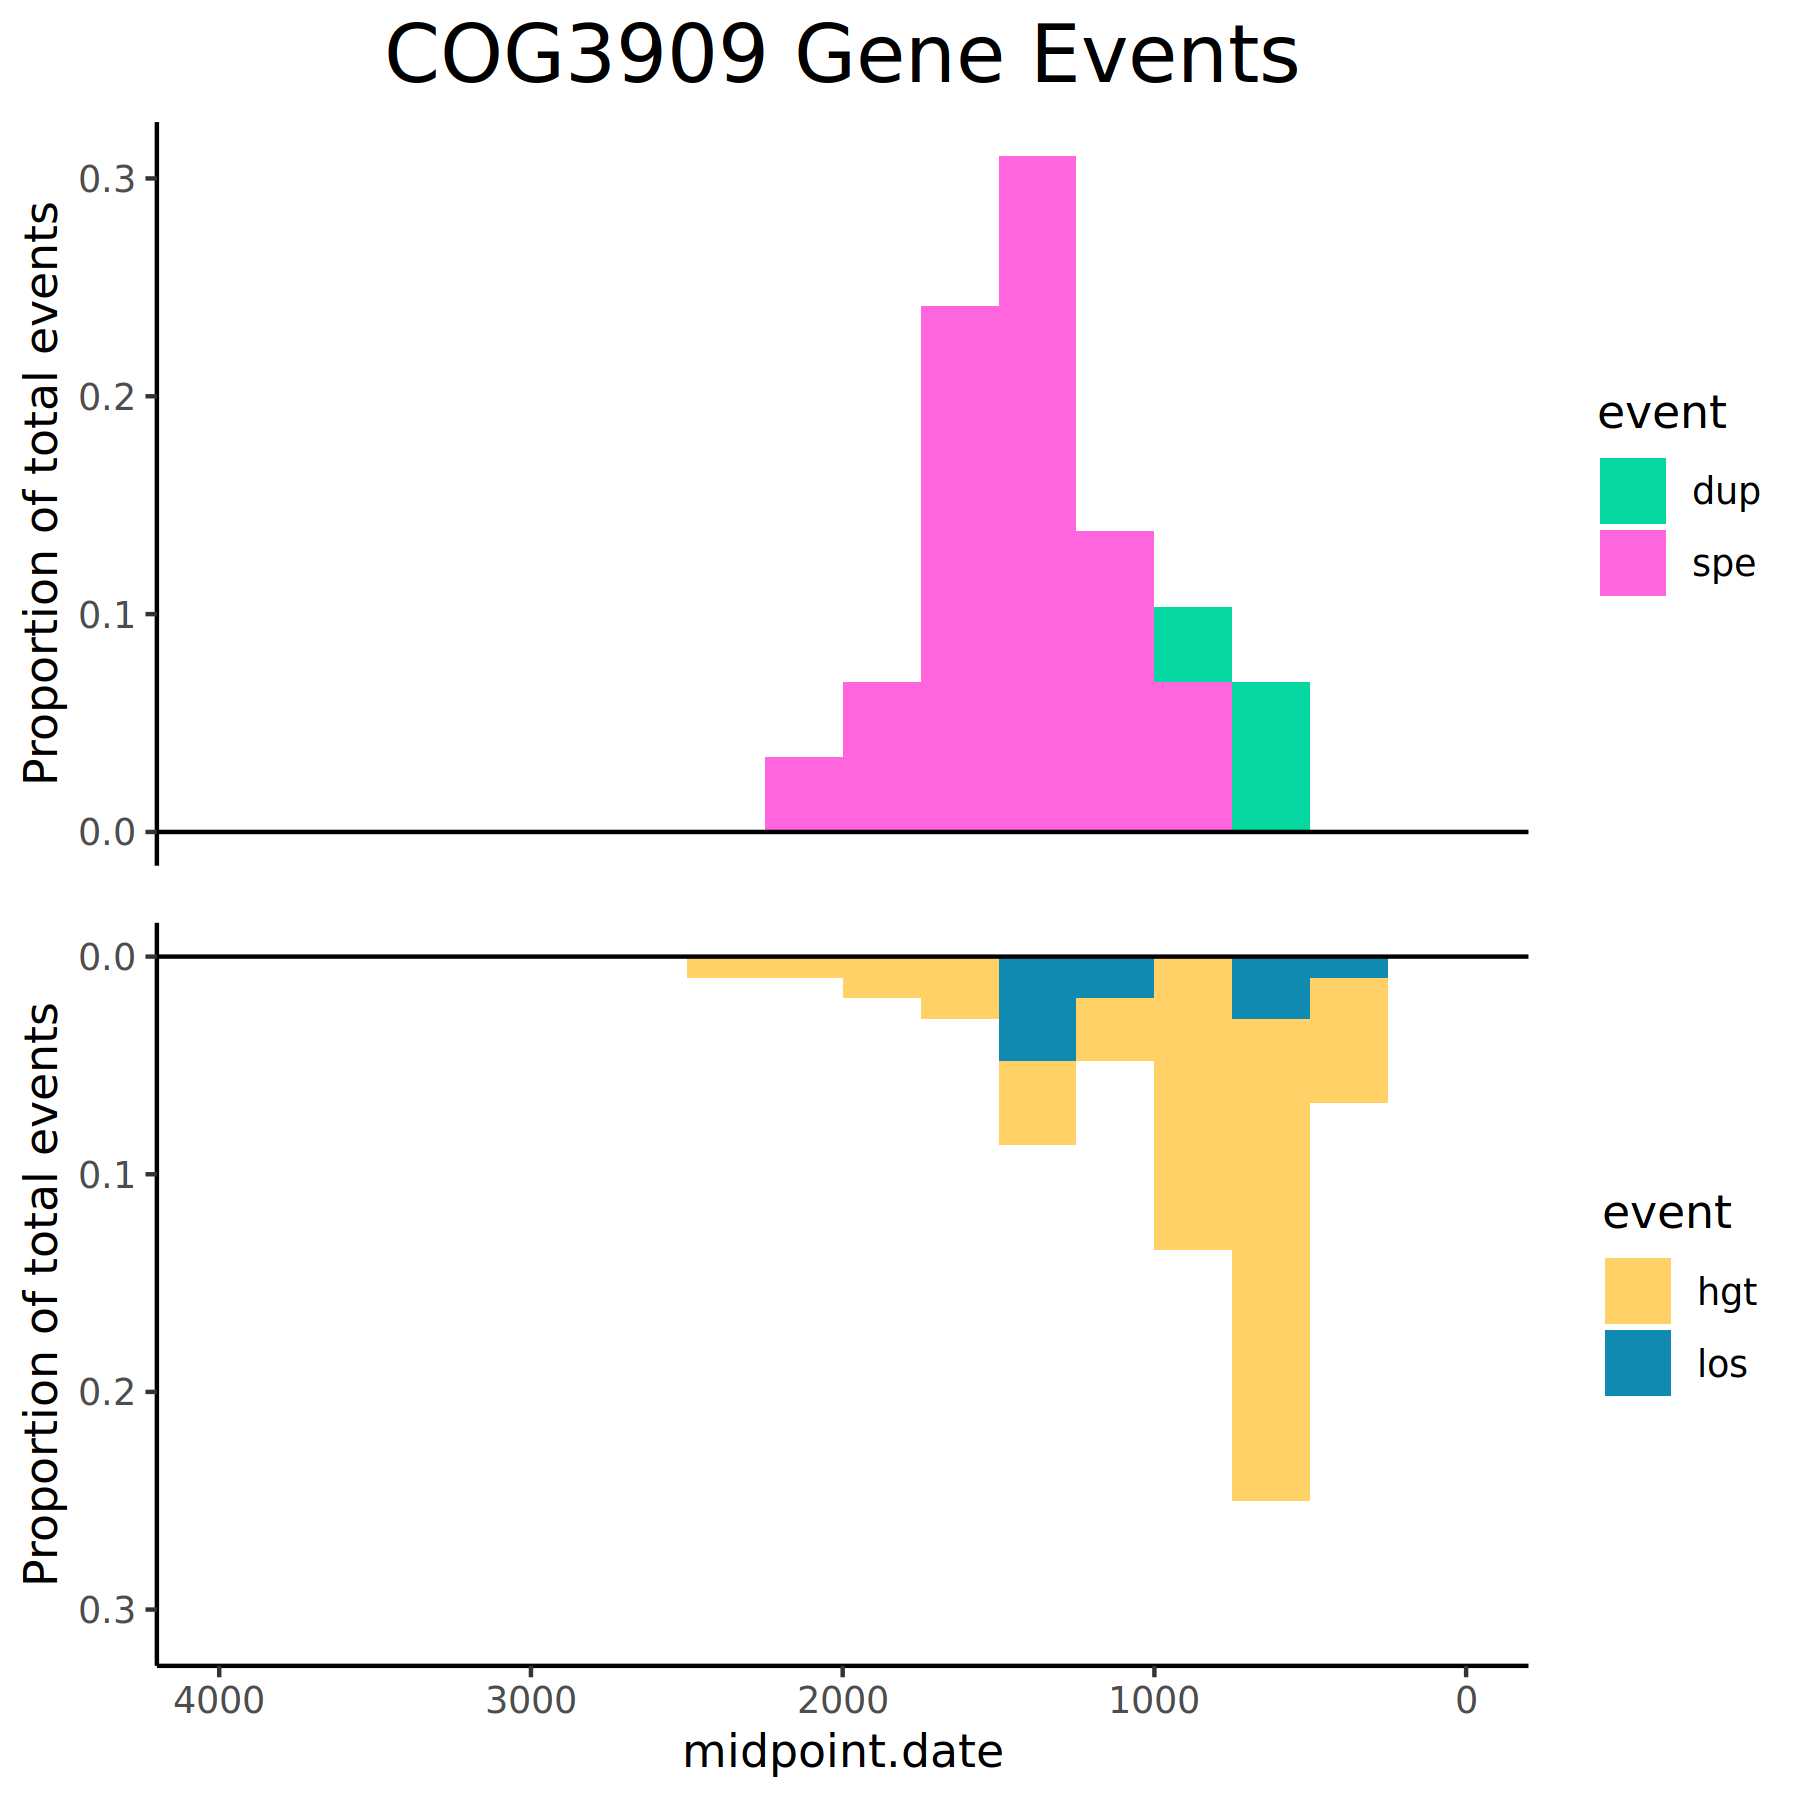 COG3909 Gene Events
Proportion of total events
0.3
0.2
0.1
0.0
event
dup
spe
Proportion of total events
0.0
0.1
0.2
0.3
event
hgt
los
4000 3000 2000 1000 0
midpoint.date